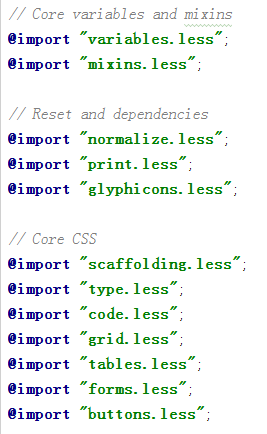 // Core variables and mixins
@import "variables.less";
@import "mixins.less";
// Reset and dependencies
@import "normalize.less";
@import "print.less";
@import "glyphicons.less";
// Core CSS
@import "scaffolding.less";
@import "type.less";
@import "code.less";
@import "grid.less";
@import "tables.less";
@import "forms.less";
@import "buttons.less";